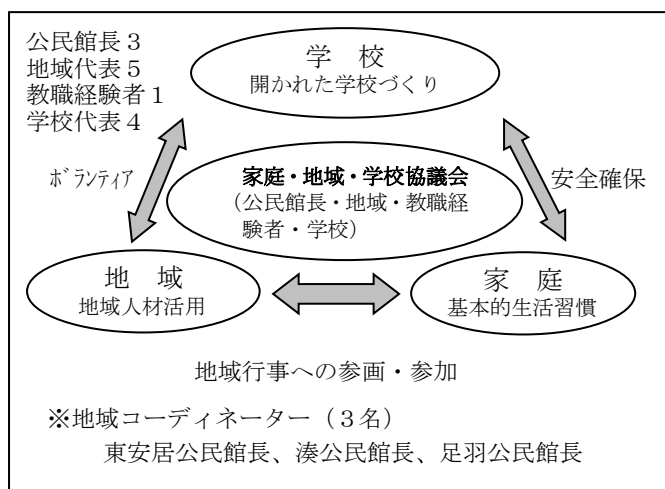 公民館長3
地域代表5
教職経験者1
学校代表4
学 校
開かれた学校づくり
ボランティア
家庭・地域・学校協議会
(公民館長・地域・教職経
験者・学校)
安全確保
地 域
地域人材活用
家 庭
基本的生活習慣
地域行事への参画・参加
※地域コーディネーター(3名)
東安居公民館長、湊公民館長、足羽公民館長